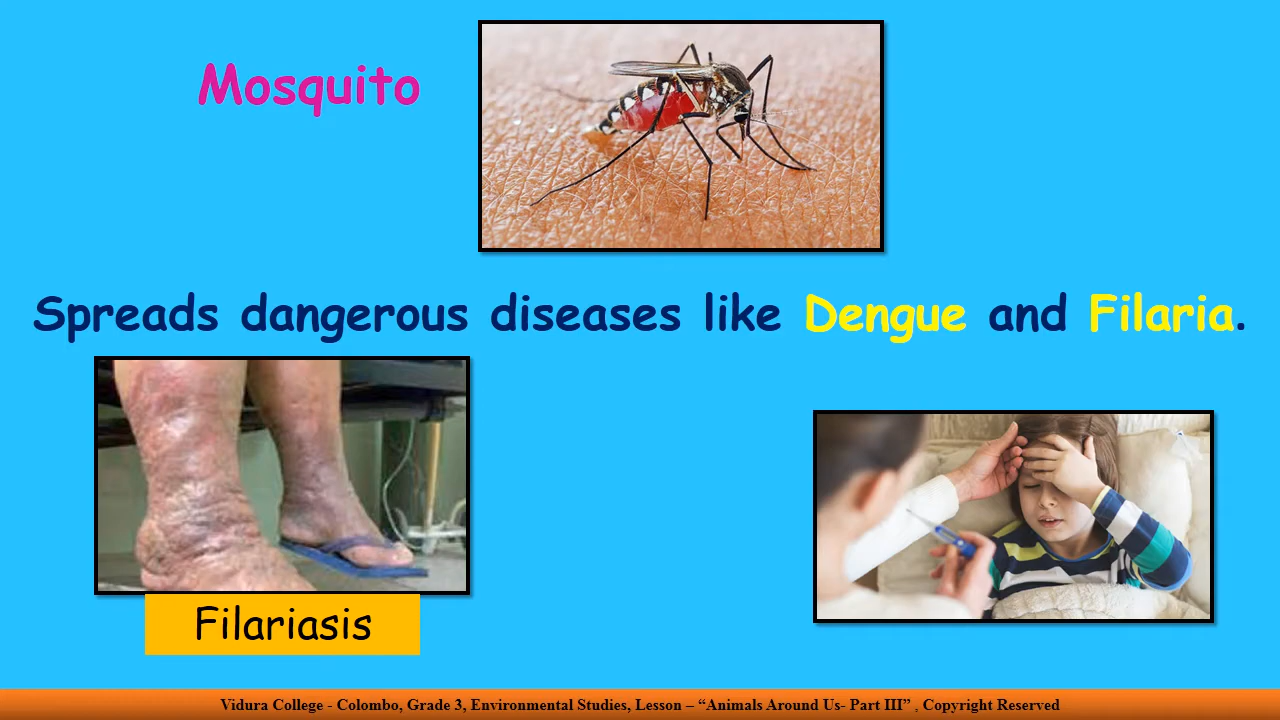 Mosquito
Spreads dangerous diseases like Dengue and Filaria.
Filariasis
Vidura College - Colombo, Grade 3, Environmental Studies, Lesson – “Animals Around Us- Part III” , Copyright Reserved